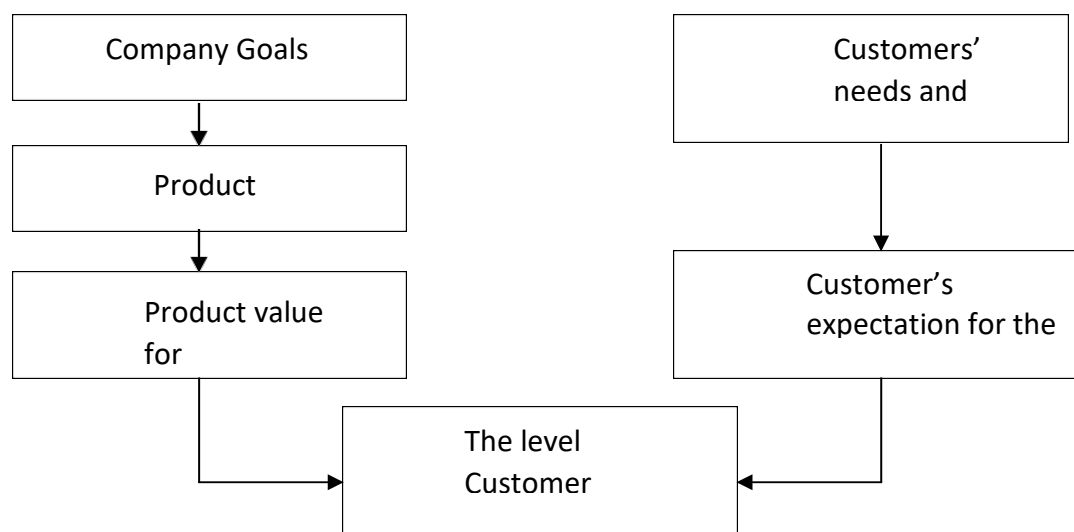 Company Goals
Product
Product value
for
Customers’
needs and
Customer’s
expectation for the
The level
Customer